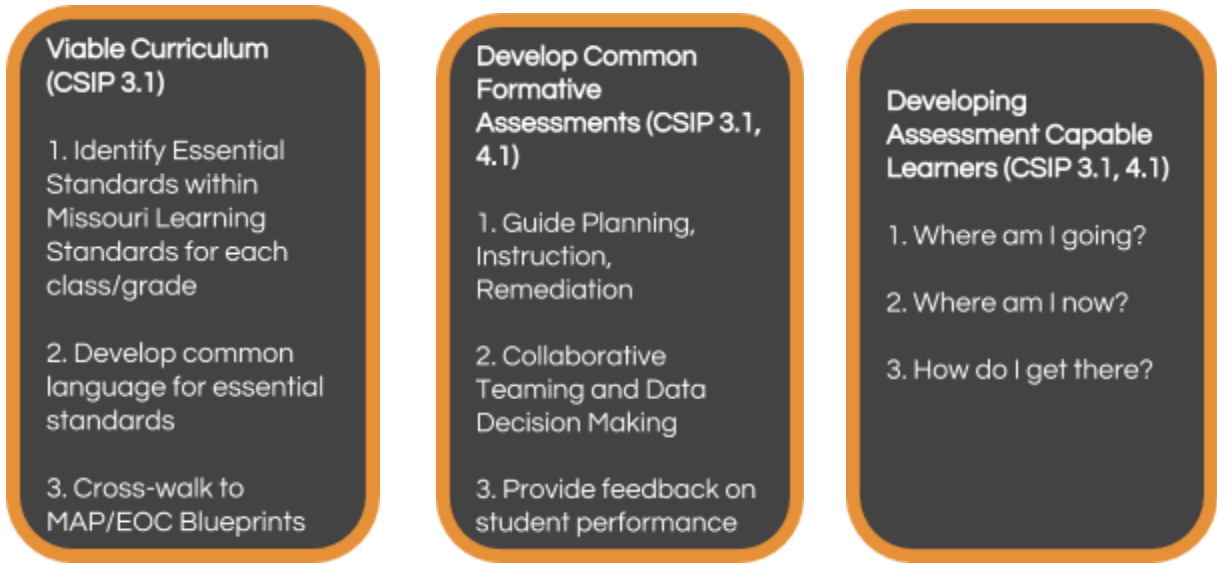 Viable Curriculum
(CSIP 3.1)
1. Identify Essential
Standards within
Missouri Learning
Standards for each
class/grade
2. Develop common
language for essential
standards
3. Cross-walk to
MAP/EOC Blueprints
Develop Common
Formative
Assessments (CSIP 3.1,
4.1)
1. Guide Planning,
Instruction,
Remediation
2. Collaborative
Teaming and Data
Decision Making
3. Provide feedback on
student performance
Developing
Assessment Capable
Learners (CSIP 3.1, 4.1)
1. Where am I going?
2. Where am I now?
3. How do I get there?